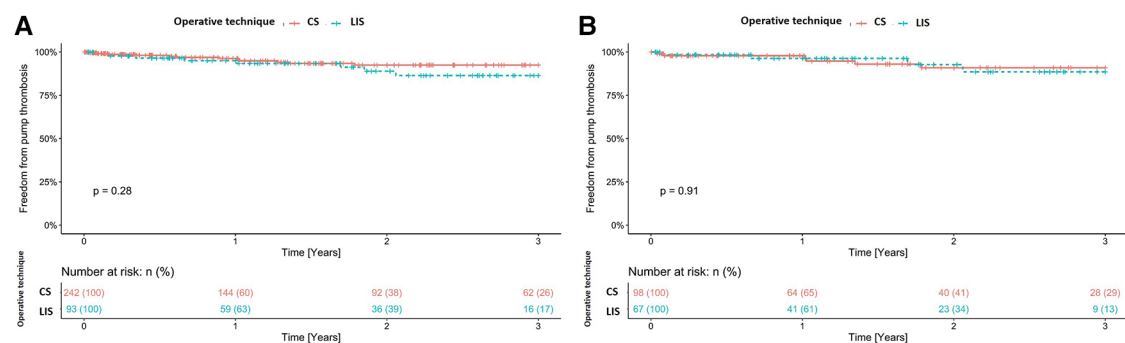 A
Operative technique CS LIS
100%
75%
50%
25%
0%
Freedom from pump thrombosis
p = 0.28
0 1 2 3
Time [Years]
Operative technique
Number at risk: n (%)
CS 242 (100) 144 (60) 92 (38) 62 (26)
LIS 93 (100) 59 (63) 36 (39) 16 (17)
0 1 2 3
Time [Years]
B
Operative technique CS LIS
100%
75%
50%
25%
0%
Freedom from pump thrombosis
p = 0.91
0 1 2 3
Time [Years]
Operative technique
Number at risk: n (%)
CS 98 (100) 64 (65) 40 (41) 28 (29)
LIS 67 (100) 41 (61) 23 (34) 9 (13)
0 1 2 3
Time [Years]